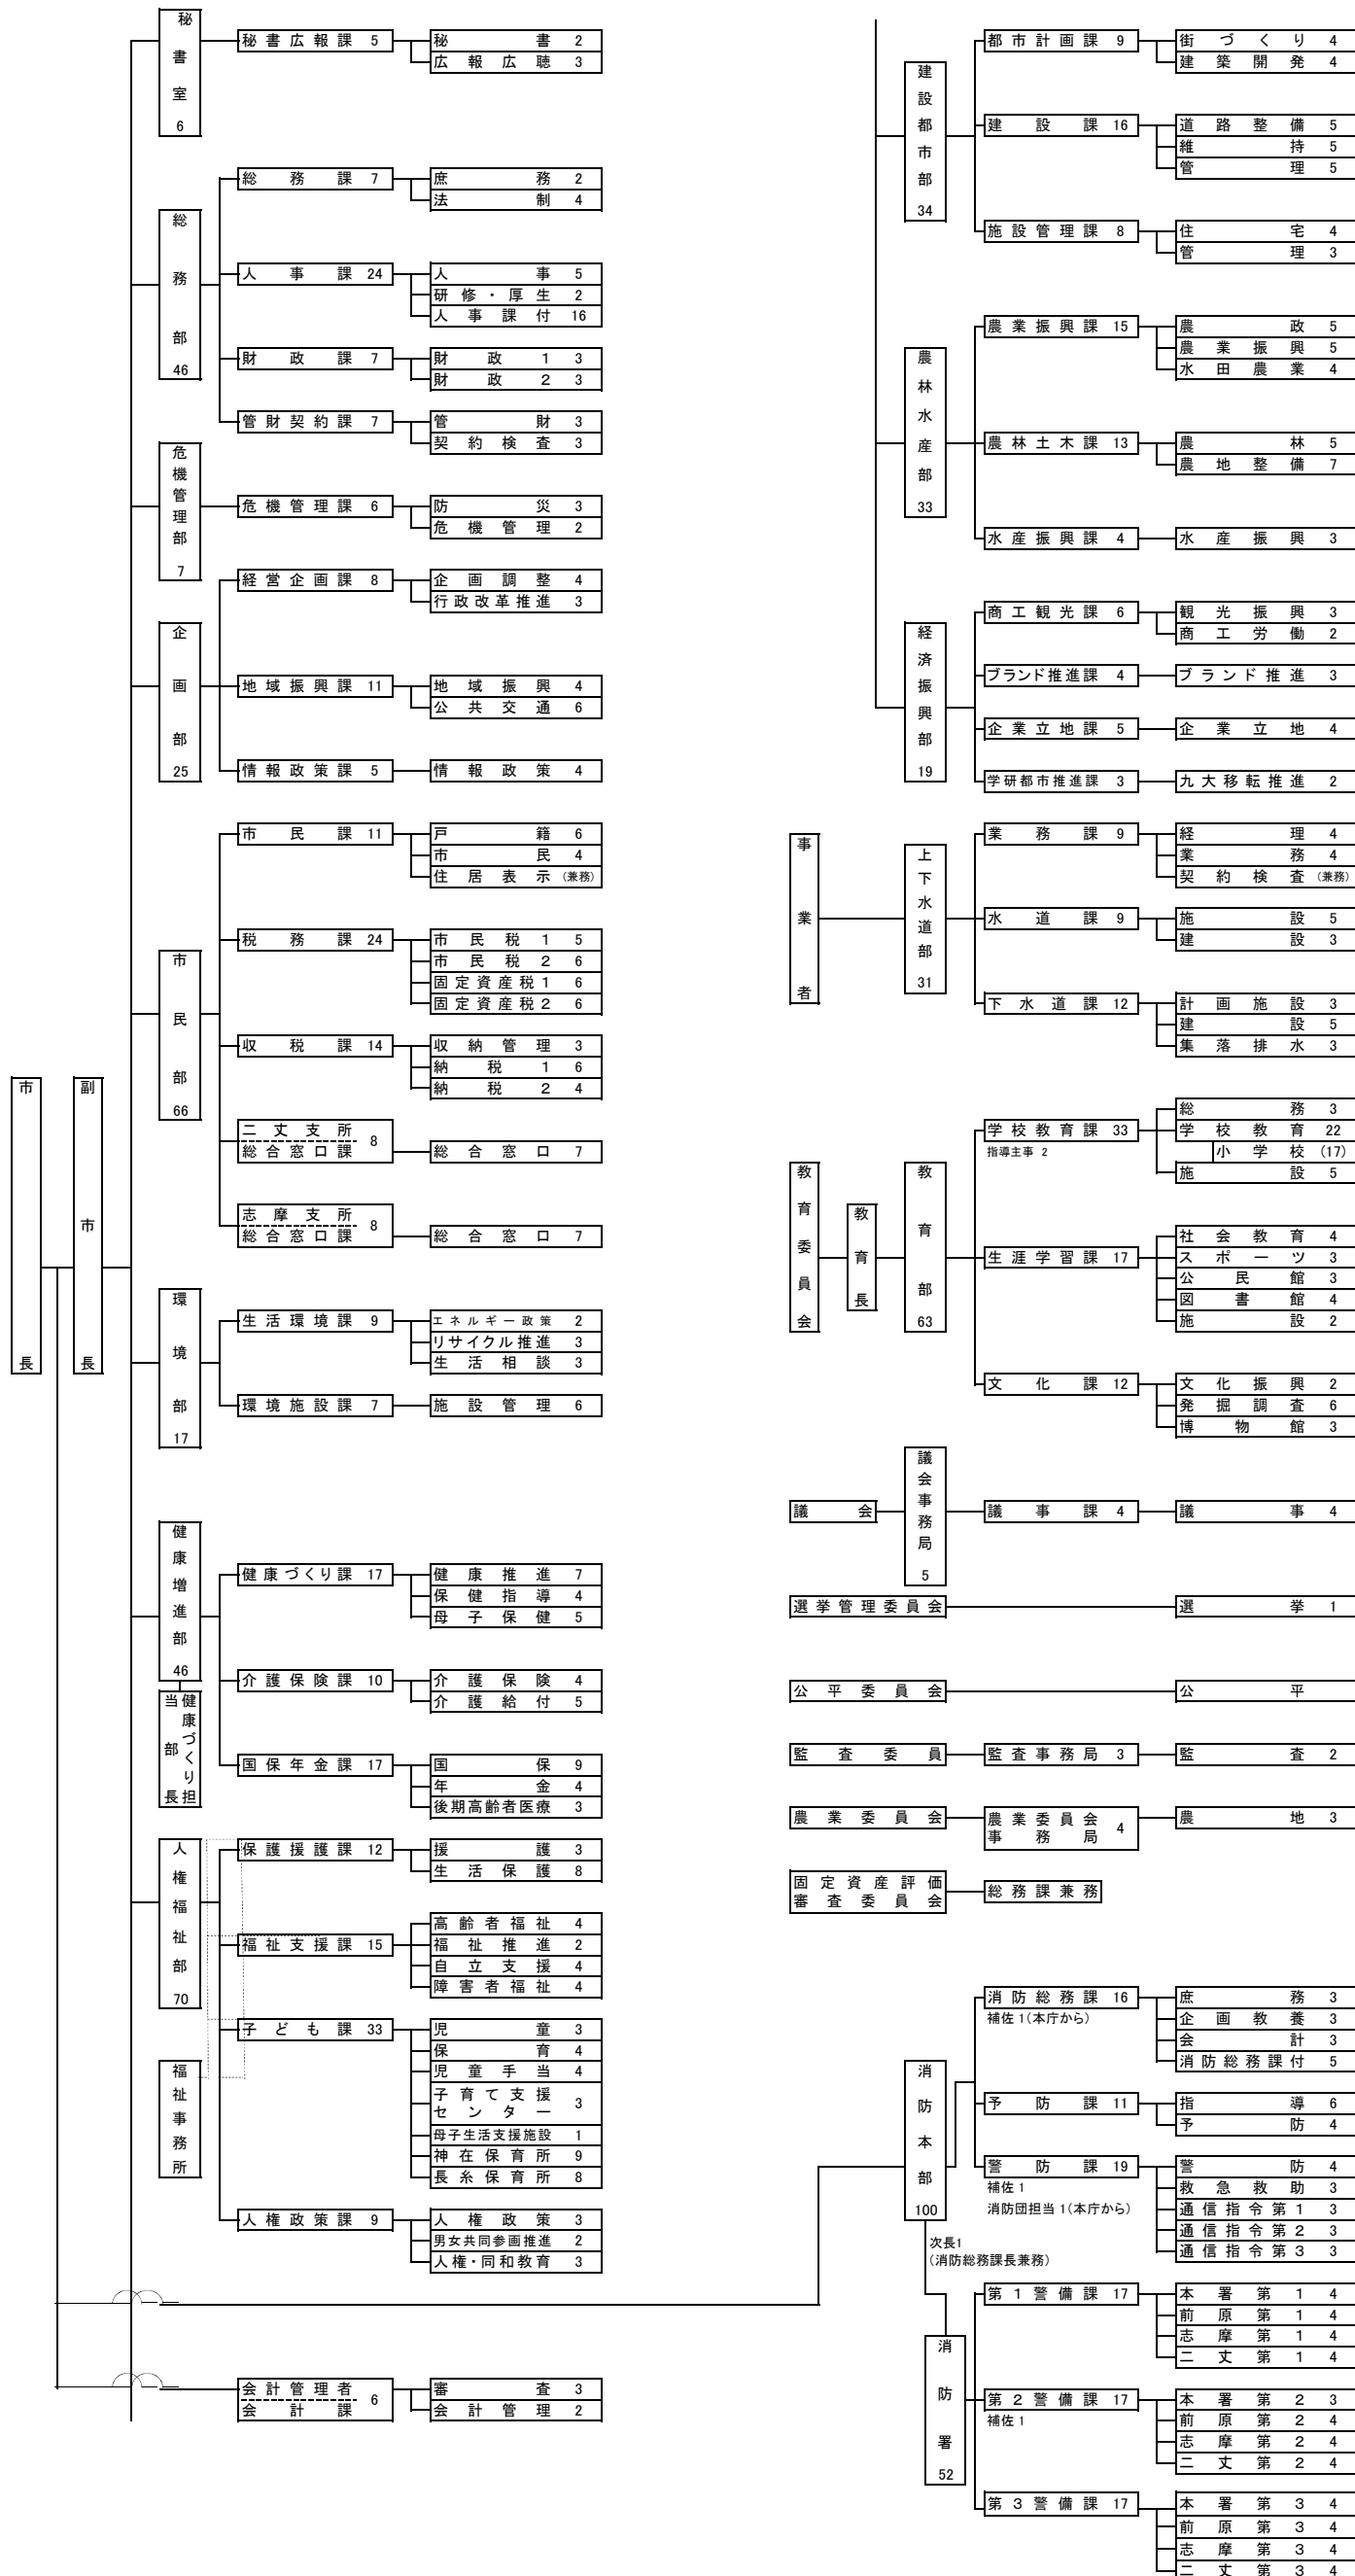 市長
副市長
秘書室 6
秘書広報課 5
秘書 2
広報広聴 3
総務部 46
総務課 7
庶務 2
法制 4
人事課 24
人事 5
研修・厚生 2
人事課付 16
財政課 7
財政1 3
財政2 3
管財契約課 7
管財 3
契約検査 3
危機管理部 7
危機管理課 6
防災 3
危機管理 2
企画部 25
経営企画課 8
企画調整 4
行政改革推進 3
地域振興課 11
地域振興 4
公共交通 6
情報政策課 5
情報政策 4
市民部 66
市民課 11
戸籍 6
市民 4
住居表示 (兼務)
税務課 24
市民税1 5
市民税2 6
固定資産税1 6
固定資産税2 6
収税課 14
収納管理 3
納税1 6
納税2 4
二丈支所
総合窓口課 8
総合窓口 7
志摩支所
総合窓口課 8
総合窓口 7
環境部 17
生活環境課 9
エネルギー政策 2
リサイクル推進 3
生活相談 3
環境施設課 7
施設管理 6
健康増進部 46
健康づくり担
当部長
健康づくり課 17
健康推進 7
保健指導 4
母子保健 5
介護保険課 10
介護保険 4
介護給付 5
国保年金課 17
国保 9
年金 4
後期高齢者医療 3
人権福祉部 70
福祉事務所
保護援護課 12
援護 3
生活保護 8
福祉支援課 15
高齢者福祉 4
福祉推進 2
自立支援 4
障害者福祉 4
子ども課 33
児童 3
保育 4
児童手当 4
子育て支援
センター 3
母子生活支援施設 1
神在保育所 9
長糸保育所 8
人権政策課 9
人権政策 3
男女共同参画推進 2
人権・同和教育 3
会計管理者
会計課 6
審査 3
会計管理 2
建設都市部 34
都市計画課 9
街づくり 4
建築開発 4
建設課 16
道路整備 5
維持 5
管理 5
施設管理課 8
住宅 4
管理 3
農林水産部 33
農業振興課 15
農政 5
農業振興 5
水田農業 4
農林土木課 13
農林 5
農地整備 7
水産振興課 4
水産振興 3
経済振興部 19
商工観光課 6
観光振興 3
商工労働 2
ブランド推進課 4
ブランド推進 3
企業立地課 5
企業立地 4
学研都市推進課 3
九大移転推進 2
事業者
上下水道部 31
業務課 9
経理 4
業務 4
契約検査 (兼務)
水道課 9
施設 5
建設 3
下水道課 12
計画施設 3
建設 5
集落排水 3
教育委員会
教育長
教育部 63
学校教育課 33
指導主事 2
総務 3
学校教育 22
小学校 (17)
施設 5
生涯学習課 17
社会教育 4
スポーツ 3
公民館 3
図書館 4
施設 2
文化課 12
文化振興 2
発掘調査 6
博物館 3
議会
議会事務局 5
議事課 4
議事 4
選挙管理委員会
選挙 1
公平委員会
公平
監査委員
監査事務局 3
監査 2
農業委員会
農業委員会
事務局 4
農地 3
固定資産評価
審査委員会
総務課兼務
消防本部 100
次長1
(消防総務課長兼務)
消防総務課 16
補佐 1(本庁から)
庶務 3
企画教養 3
会計 3
消防総務課付 5
予防課 11
指導 6
予防 4
警防課 19
補佐 1
消防団担当 1(本庁から)
警防 4
救急救助 3
通信指令第1 3
通信指令第2 3
通信指令第3 3
消防署 52
第1警備課 17
本署第1 4
前原第1 4
志摩第1 4
二丈第1 4
第2警備課 17
補佐 1
本署第2 3
前原第2 4
志摩第2 4
二丈第2 4
第3警備課 17
本署第3 4
前原第3 4
志摩第3 4
二丈第3 4